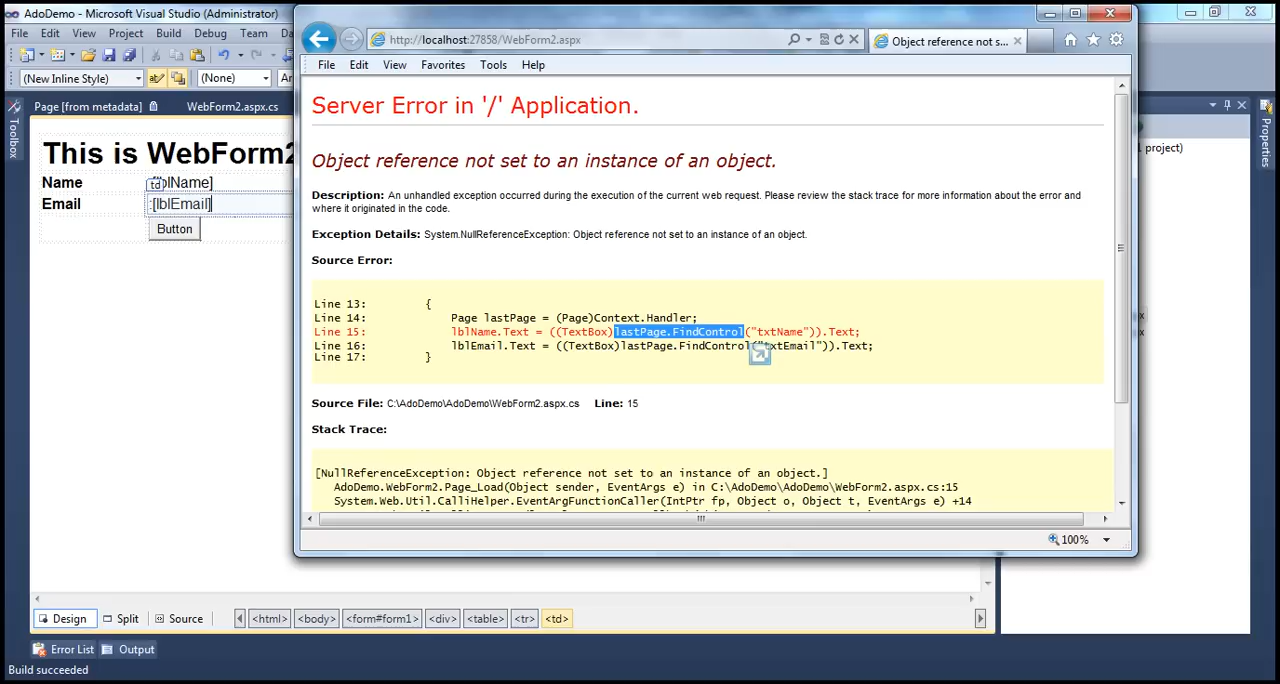 AdoDemo - Microsoft Visual Studio (Administrator)
File Edit View Project Build Debug Team Da
(New Inline Style) (None) Ar
Page [from metadata] WebForm2.aspx.cs
Toolbox
This is WebForm2
Name lblName]
td
Email :[lblEmail]
Button
Design Split Source <html> <body> <form#form1> <div> <table> <tr> <td>
Error List Output
Build succeeded
http://localhost:27858/WebForm2.aspx
Object reference not s...
File Edit View Favorites Tools Help
Server Error in '/' Application.
Object reference not set to an instance of an object.
Description: An unhandled exception occurred during the execution of the current web request. Please review the stack trace for more information about the error and
where it originated in the code.
Exception Details: System.NullReferenceException: Object reference not set to an instance of an object.
Source Error:
Line 13: {
Line 14: Page lastPage = (Page)Context.Handler;
Line 15: lblName.Text = ((TextBox)lastPage.FindControl("txtName")).Text;
Line 16: lblEmail.Text = ((TextBox)lastPage.FindControl("txtEmail")).Text;
Line 17: }
Source File: C:\AdoDemo\AdoDemo\WebForm2.aspx.cs Line: 15
Stack Trace:
[NullReferenceException: Object reference not set to an instance of an object.]
AdoDemo.WebForm2.Page_Load(Object sender, EventArgs e) in C:\AdoDemo\AdoDemo\WebForm2.aspx.cs:15
System.Web.Util.CalliHelper.EventArgFunctionCaller(IntPtr fp, Object o, Object t, EventArgs e) +14
100%
1 project)
Properties
x
x